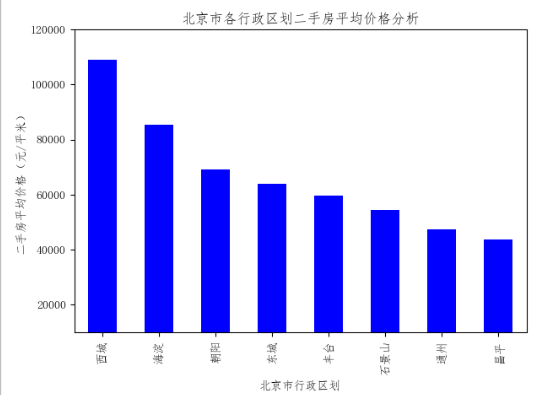 北京市各行政区划二手房平均价格分析
二手房平均价格（元/平米）
120000
100000
80000
60000
40000
20000
西城
海淀
朝阳
东城
丰台
石景山
通州
昌平
北京市行政区划